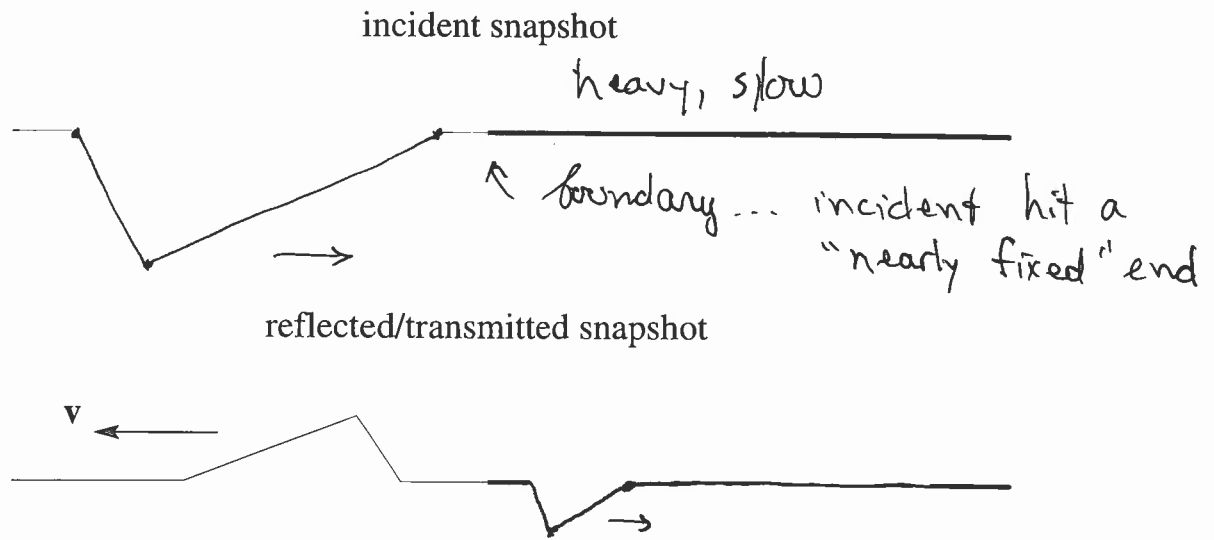 incident snapshot
heavy, slow
boundary... incident hit a
"nearly fixed" end
reflected/transmitted snapshot
v